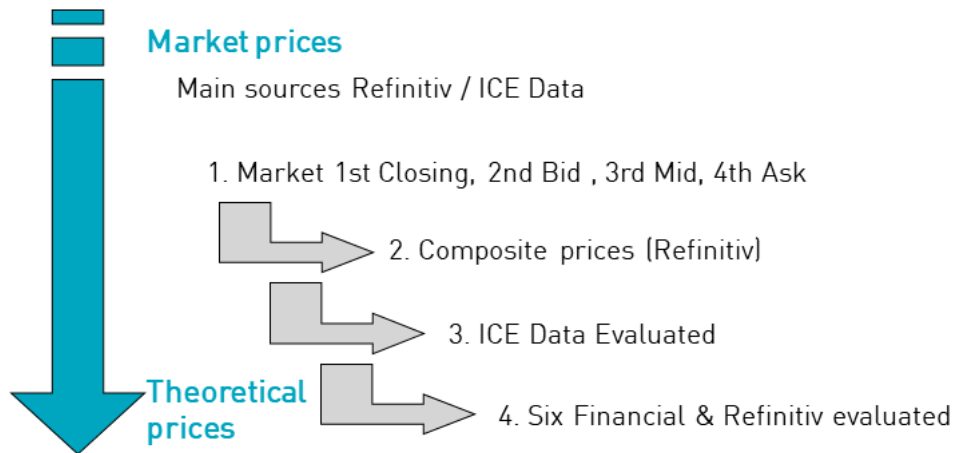 Market prices
Main sources Refinitiv / ICE Data
1. Market 1st Closing, 2nd Bid , 3rd Mid, 4th Ask
2. Composite prices (Refinitiv)
3. ICE Data Evaluated
Theoretical
prices
4. Six Financial & Refinitiv evaluated